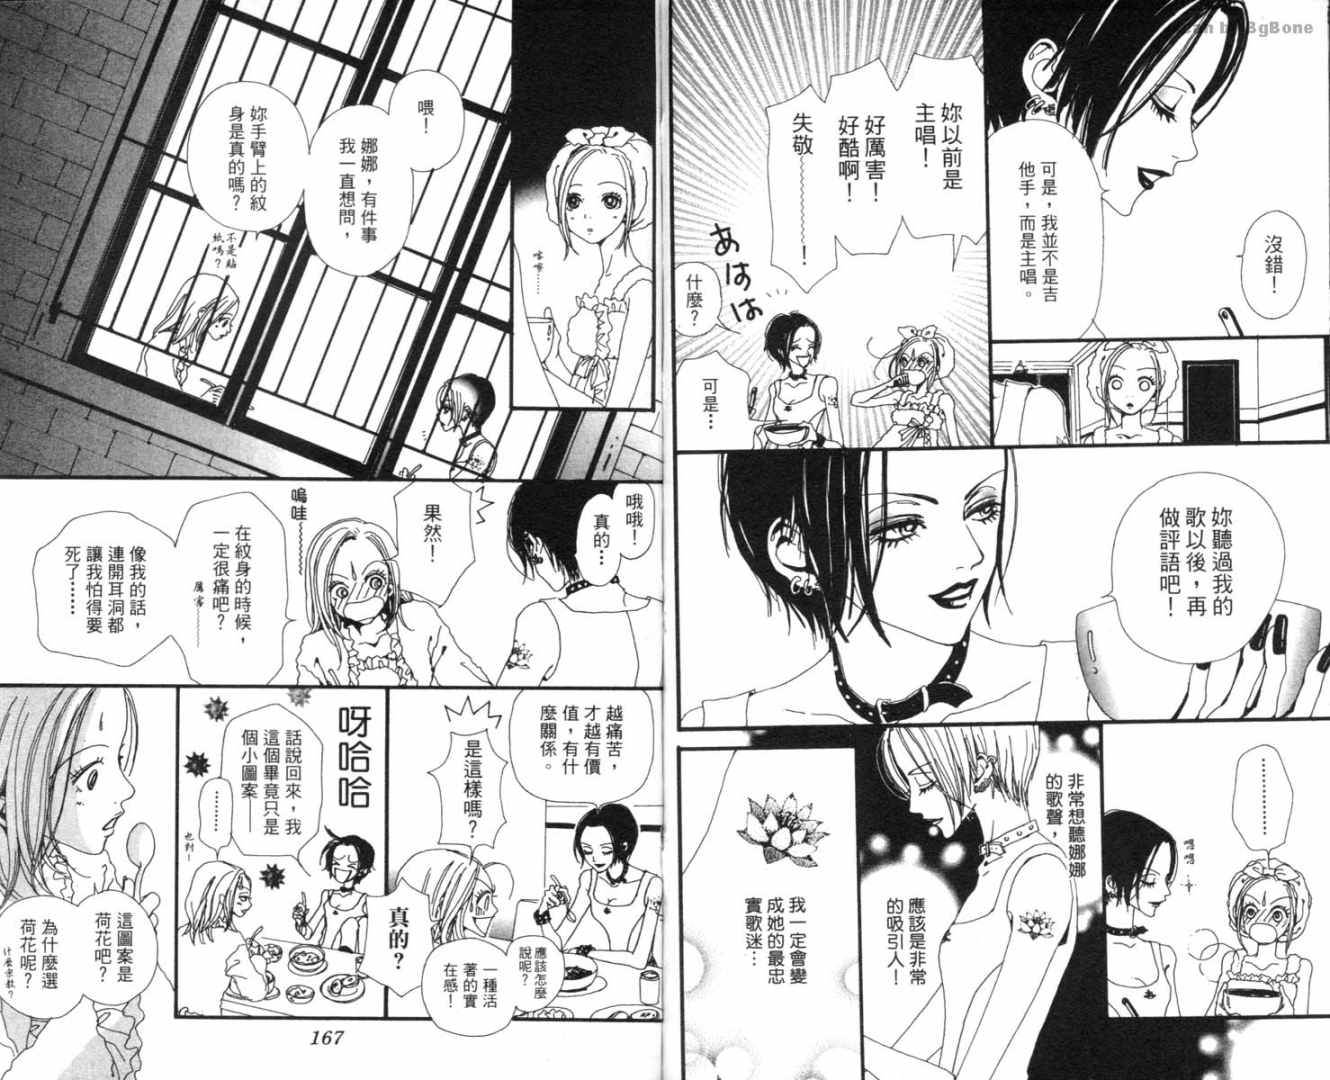 Scan by BgBone
沒錯！
可是，我並不是吉
他手，而是主唱。
妳以前是
主唱！
好厲害！
好酷啊！
失敬……！
あははは
什麼？
可是…
妳聽過我的
歌以後，再
做評語吧！
………
嘻嘻
非常想聽娜娜
的歌聲，
應該是非常
的吸引人！
我一定會變
成她的最忠
實歌迷…
喀嚓……
喂！
娜娜，有件事
我一直想問，
妳手臂上的紋
身是真的嗎？
不是貼
紙嗎？
哦哦！
真的…
果然！
嗚哇
在紋身的時候，
一定很痛吧？
厲害
像我的話，
連開耳洞都
讓我怕得要
死了………
越痛苦，
才越有價
值，有什
麼關係。
是這樣嗎？
應該怎麼
說呢？
一種活
著的實
在感！
真的？
呀哈哈
話說回來，我
這個畢竟只是
個小圖案——
………
也對！
這圖案是
荷花吧？
為什麼選
荷花呢？
什麼宗教？
167